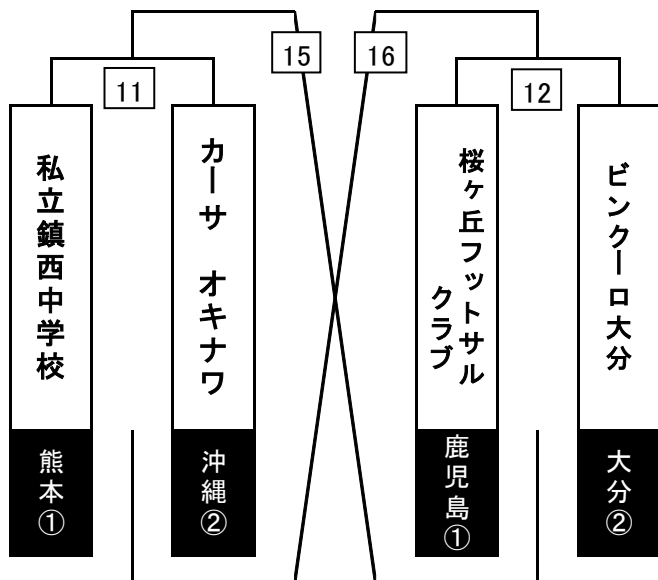 15
16
11
12
私立鎮西中学校
カーサ オキナワ
桜ヶ丘フットサル
クラブ
ビンクーロ大分
熊本①
沖縄②
鹿児島①
大分②